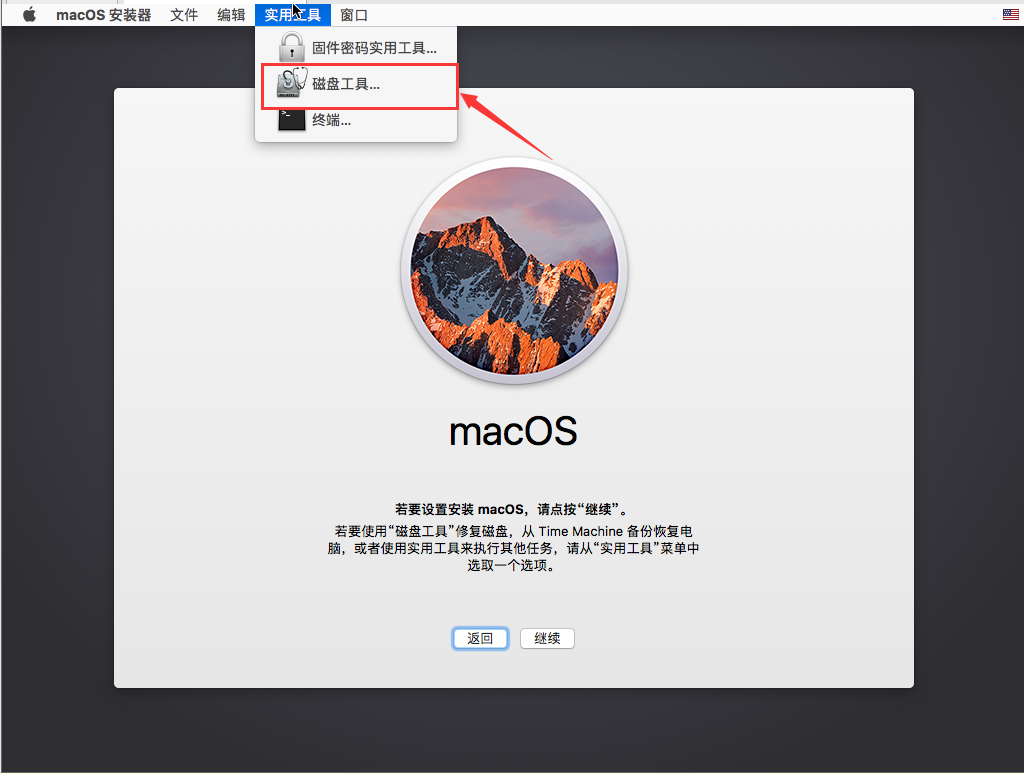 macOS 安装器 文件 编辑 实用工具 窗口
固件密码实用工具...
磁盘工具...
终端...
macOS
若要设置安装 macOS，请点按“继续”。
若要使用“磁盘工具”修复磁盘，从 Time Machine 备份恢复电
脑，或者使用实用工具来执行其他任务，请从“实用工具”菜单中
选取一个选项。
返回 继续